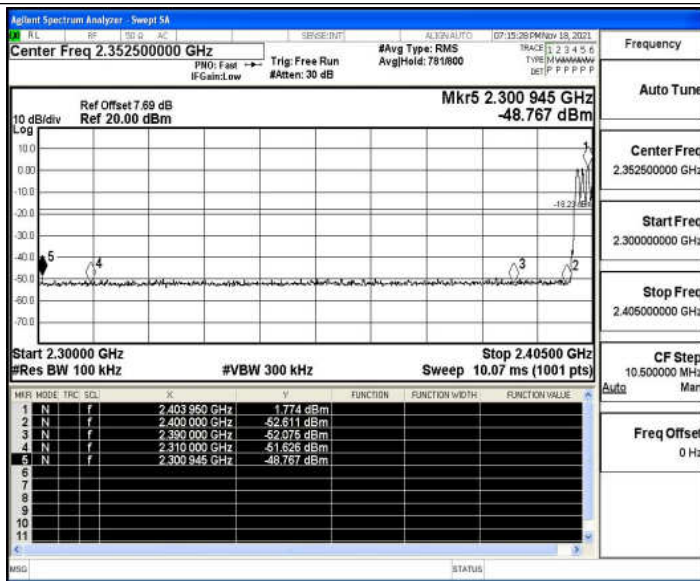 Agilent Spectrum Analyzer - Swept SA
RL RF 50 Ω AC SENSE:INT ALIGN AUTO 07:15:28 PM Nov 18, 2021
Center Freq 2.352500000 GHz #Avg Type: RMS TRACE 1 2 3 4 5 6
PNO: Fast Trig: Free Run Avg|Hold: 781/800 TYPE M
IFGain:Low #Atten: 30 dB DET P P P P P P
Mkr5 2.300 945 GHz
-48.767 dBm
Ref Offset 7.69 dB
10 dB/div Ref 20.00 dBm
Log
10.0
0.00
-10.0
-20.0
-30.0
-40.0
-50.0
-60.0
-70.0
1
5
4
3
2
Start 2.30000 GHz Stop 2.40500 GHz
#Res BW 100 kHz #VBW 300 kHz Sweep 10.07 ms (1001 pts)
MKR MODE TRC SCL X Y FUNCTION FUNCTION WIDTH FUNCTION VALUE
1 N f 2.403 950 GHz 1.774 dBm
2 N f 2.400 000 GHz -52.611 dBm
3 N f 2.390 000 GHz -52.075 dBm
4 N f 2.310 000 GHz -51.626 dBm
5 N f 2.300 945 GHz -48.767 dBm
6
7
8
9
10
11
MSG STATUS
Frequency
Auto Tune
Center Freq
2.352500000 GHz
Start Freq
2.300000000 GHz
Stop Freq
2.405000000 GHz
CF Step
10.500000 MHz
Auto Man
Freq Offset
0 Hz